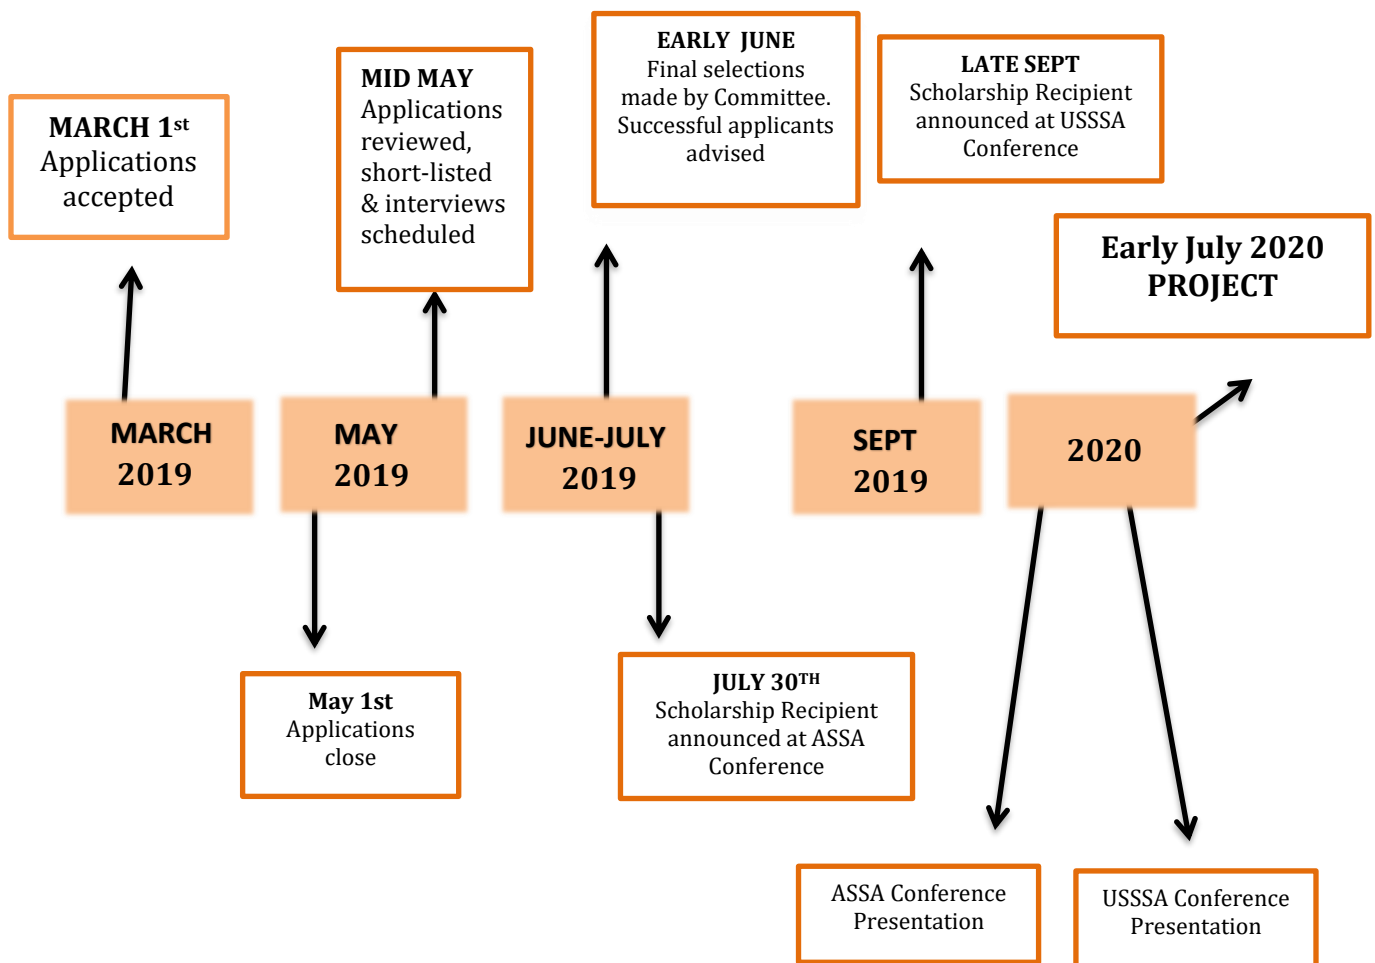 MARCH 1st
Applications
accepted
MID MAY
Applications
reviewed,
short-listed
& interviews
scheduled
EARLY JUNE
Final selections
made by Committee.
Successful applicants
advised
LATE SEPT
Scholarship Recipient
announced at USSSA
Conference
Early July 2020
PROJECT
MARCH
2019
MAY
2019
JUNE-JULY
2019
SEPT
2019
2020
May 1st
Applications
close
JULY 30TH
Scholarship Recipient
announced at ASSA
Conference
ASSA Conference
Presentation
USSSA Conference
Presentation